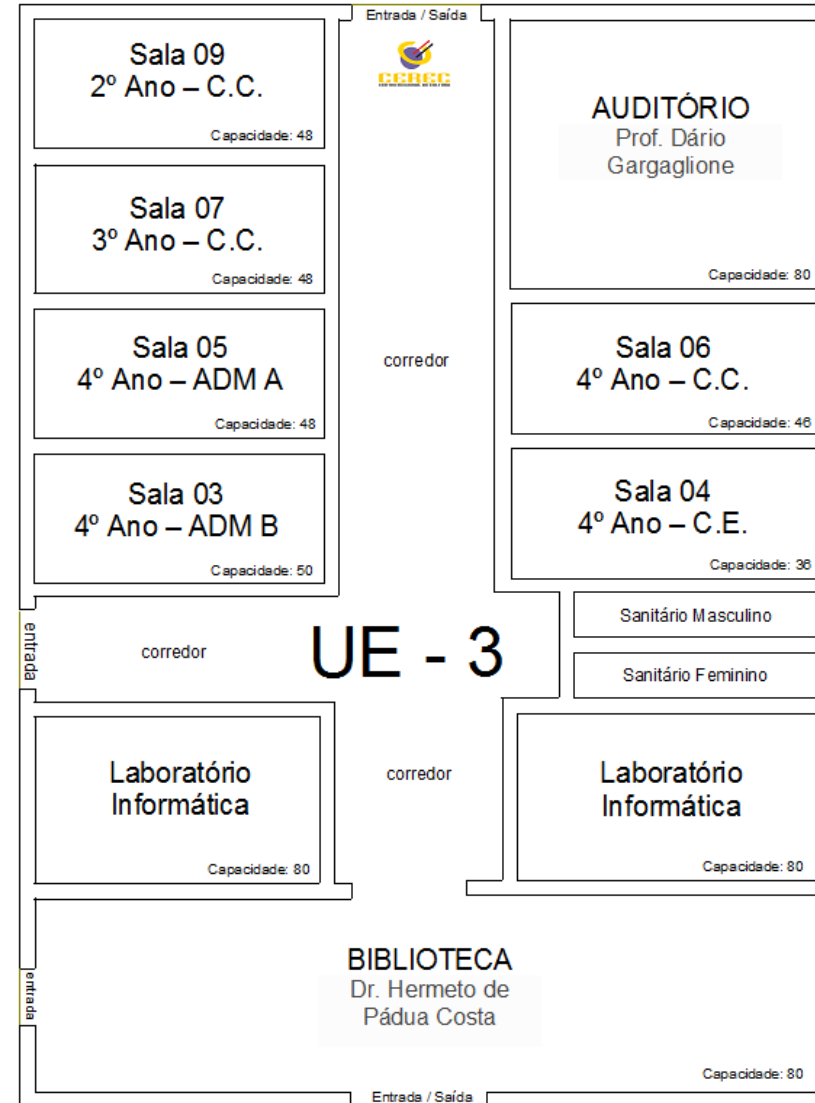 Entrada / Saída
CEREC
Sala 09
2º Ano – C.C.
Capacidade: 48
AUDITÓRIO
Prof. Dário
Gargaglione
Capacidade: 80
Sala 07
3º Ano – C.C.
Capacidade: 48
Sala 05
4º Ano – ADM A
Capacidade: 48
corredor
Sala 06
4º Ano – C.C.
Capacidade: 46
Sala 03
4º Ano – ADM B
Capacidade: 50
Sala 04
4º Ano – C.E.
Capacidade: 36
entrada
corredor
UE - 3
Sanitário Masculino
Sanitário Feminino
Laboratório
Informática
Capacidade: 80
corredor
Laboratório
Informática
Capacidade: 80
entrada
BIBLIOTECA
Dr. Hermeto de
Pádua Costa
Capacidade: 80
Entrada / Saída